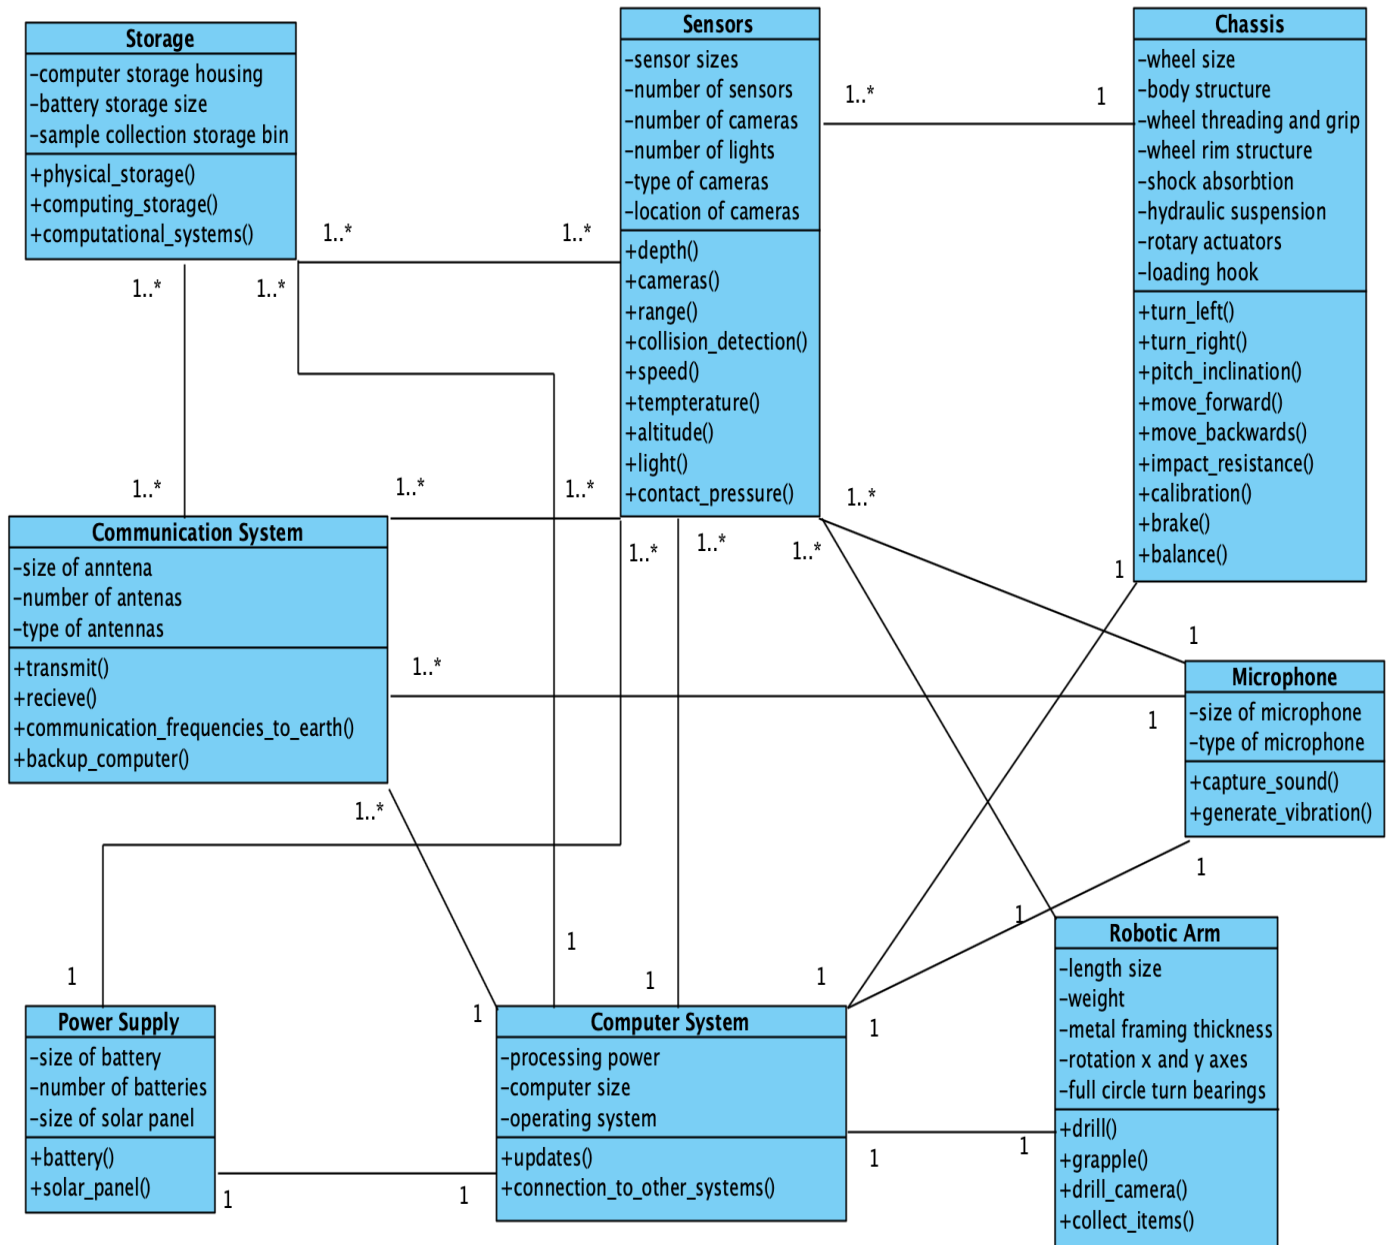 Storage
–computer storage housing
–battery storage size
–sample collection storage bin
+physical_storage()
+computing_storage()
+computational_systems()
Sensors
–sensor sizes
–number of sensors
–number of cameras
–number of lights
–type of cameras
–location of cameras
+depth()
+cameras()
+range()
+collision_detection()
+speed()
+tempterature()
+altitude()
+light()
+contact_pressure()
Chassis
–wheel size
–body structure
–wheel threading and grip
–wheel rim structure
–shock absorbtion
–hydraulic suspension
–rotary actuators
–loading hook
+turn_left()
+turn_right()
+pitch_inclination()
+move_forward()
+move_backwards()
+impact_resistance()
+calibration()
+brake()
+balance()
1..*
1
1..*
1..*
1..*
1..*
1..*
1..*
1..*
1..*
1..*
1..*
1..*
1
1
Communication System
–size of anntena
–number of antenas
–type of antennas
+transmit()
+recieve()
+communication_frequencies_to_earth()
+backup_computer()
1..*
1
Microphone
–size of microphone
–type of microphone
+capture_sound()
+generate_vibration()
1..*
1
1
1
1
1
1
1
1
Power Supply
–size of battery
–number of batteries
–size of solar panel
+battery()
+solar_panel()
1
1
Computer System
–processing power
–computer size
–operating system
+updates()
+connection_to_other_systems()
1
1
Robotic Arm
–length size
–weight
–metal framing thickness
–rotation x and y axes
–full circle turn bearings
+drill()
+grapple()
+drill_camera()
+collect_items()